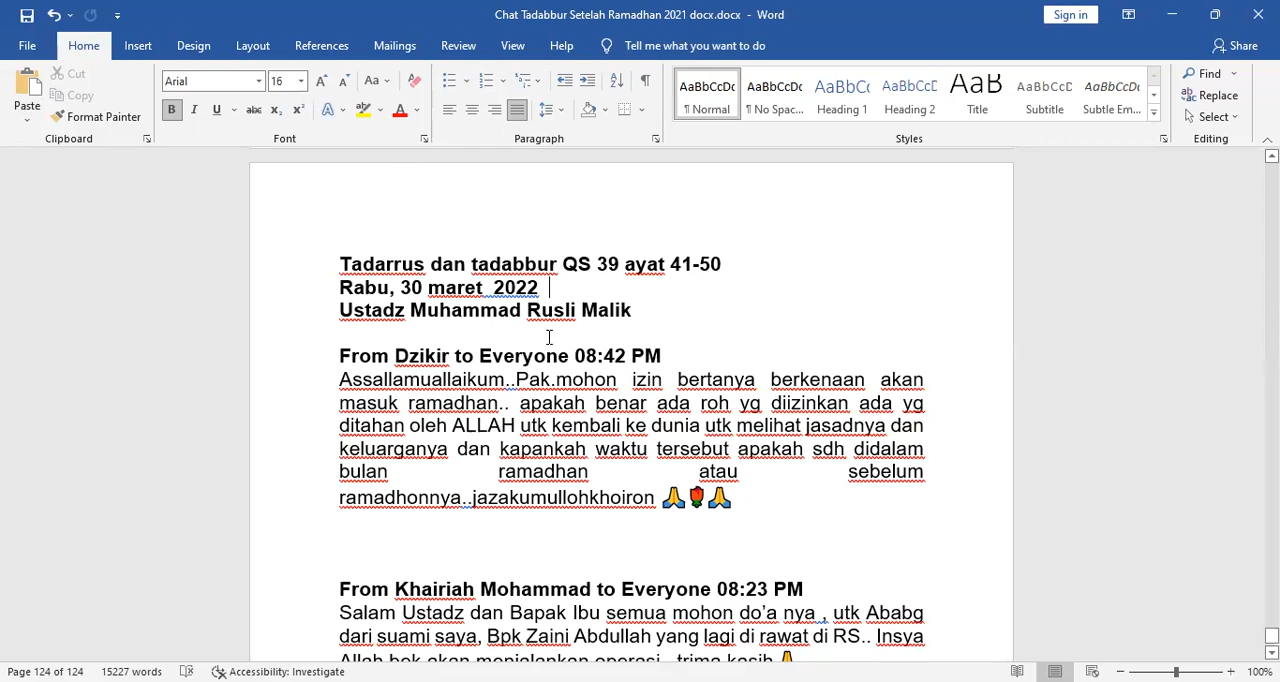 Chat Tadabbur Setelah Ramadhan 2021 docx.docx - Word
Sign in
File Home Insert Design Layout References Mailings Review View Help Tell me what you want to do Share
Paste
Cut
Copy
Format Painter
Clipboard
Arial 16
Font
Paragraph
AaBbCcDc AaBbCcDc AaBbCc AaBbCcD AaB AaBbCcD AaBbCcDc
¶ Normal ¶ No Spac... Heading 1 Heading 2 Title Subtitle Subtle Em...
Styles
Find
Replace
Select
Editing
Tadarrus dan tadabbur QS 39 ayat 41-50
Rabu, 30 maret 2022
Ustadz Muhammad Rusli Malik
From Dzikir to Everyone 08:42 PM
Assallamuallaikum..Pak.mohon izin bertanya berkenaan akan
masuk ramadhan.. apakah benar ada roh yg diizinkan ada yg
ditahan oleh ALLAH utk kembali ke dunia utk melihat jasadnya dan
keluarganya dan kapankah waktu tersebut apakah sdh didalam
bulan ramadhan atau sebelum
ramadhonnya..jazakumullohkhoiron 🙏🌹🙏
From Khairiah Mohammad to Everyone 08:23 PM
Salam Ustadz dan Bapak Ibu semua mohon do’a nya , utk Ababg
dari suami saya, Bpk Zaini Abdullah yang lagi di rawat di RS.. Insya
Allah bok akan menjalankan operasi.. trima kasih 🙏
Page 124 of 124 15227 words Accessibility: Investigate 100%